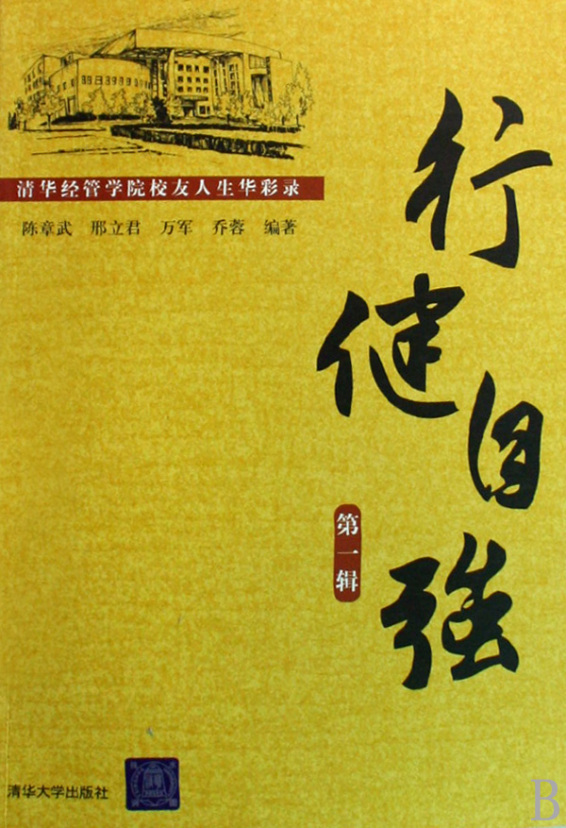 清华经管学院校友人生华彩录
陈章武 邢立君 万军 乔蓉 编著
行健自强
第一辑
清华大学出版社
B